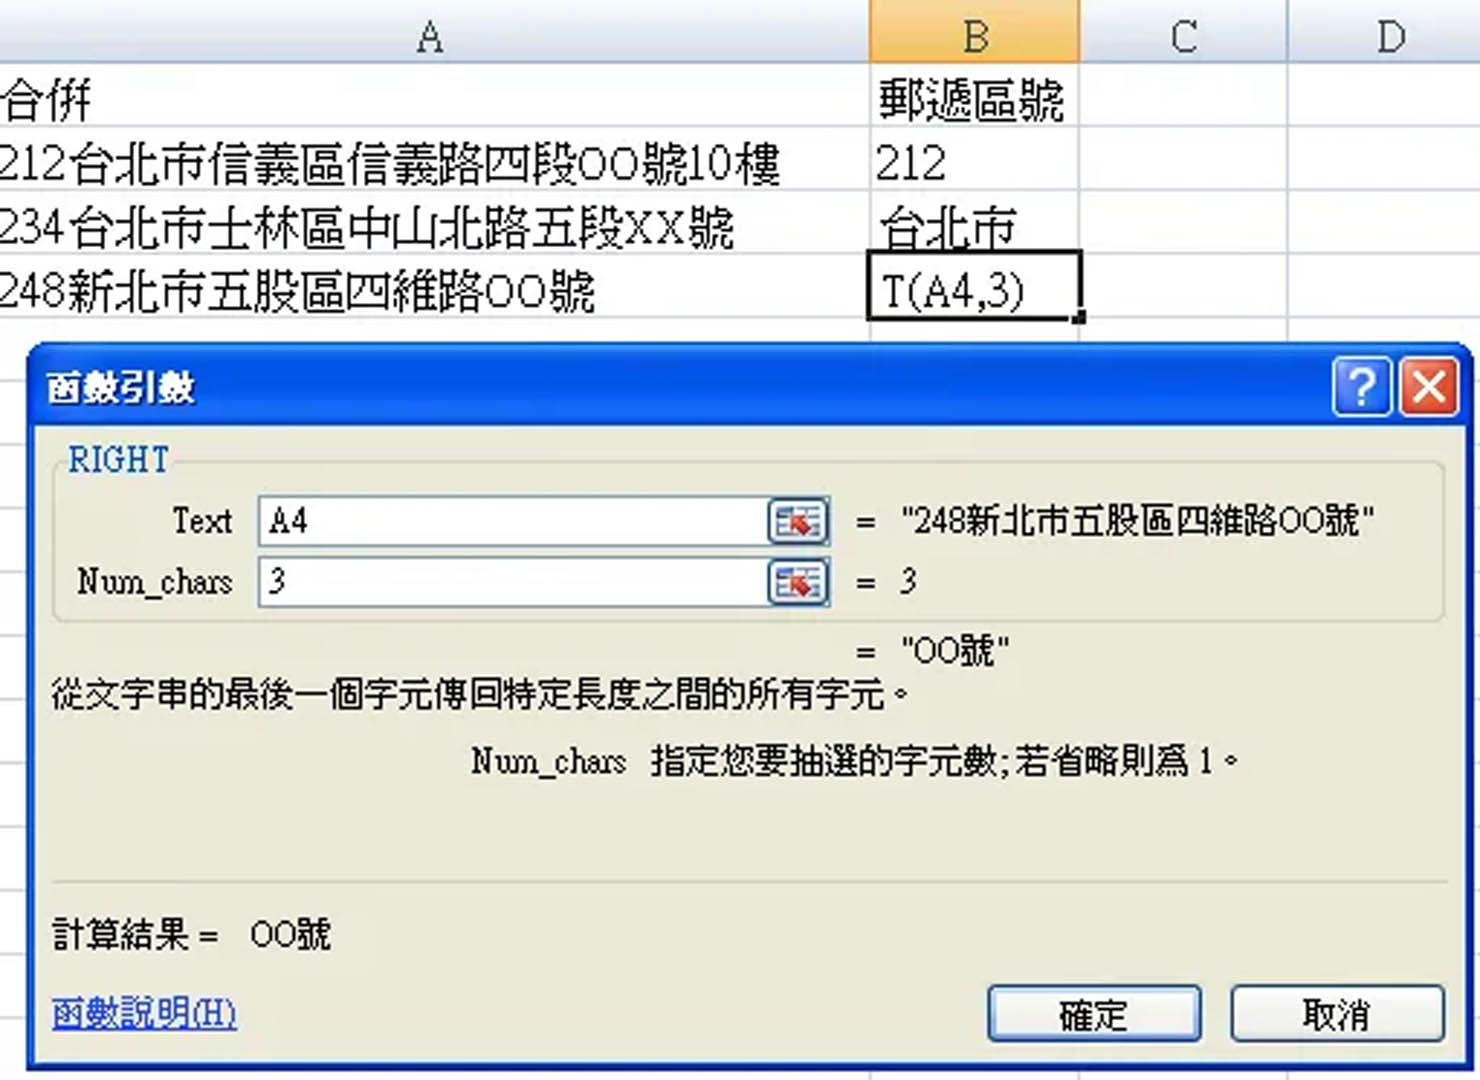 A B C D
合併 郵遞區號
212台北市信義區信義路四段OO號10樓 212
234台北市士林區中山北路五段XX號 台北市
248新北市五股區四維路OO號 T(A4,3)
函數引數
RIGHT
Text A4 = "248新北市五股區四維路OO號"
Num_chars 3 = 3
= "OO號"
從文字串的最後一個字元傳回特定長度之間的所有字元。
Num_chars 指定您要抽選的字元數;若省略則為 1。
計算結果 = OO號
函數說明(H)
確定 取消